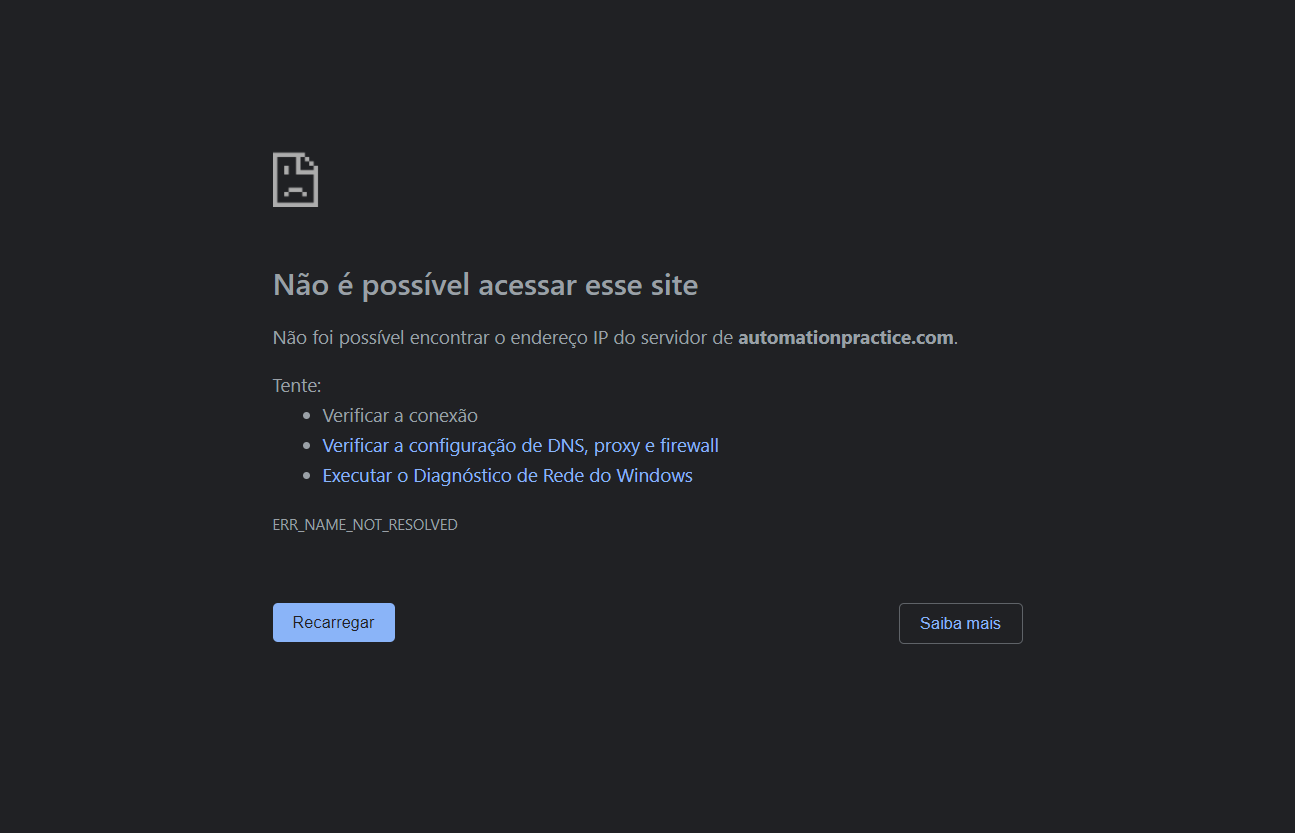 Não é possível acessar esse site
Não foi possível encontrar o endereço IP do servidor de automationpractice.com.
Tente:
• Verificar a conexão
• Verificar a configuração de DNS, proxy e firewall
• Executar o Diagnóstico de Rede do Windows
ERR_NAME_NOT_RESOLVED
Recarregar
Saiba mais